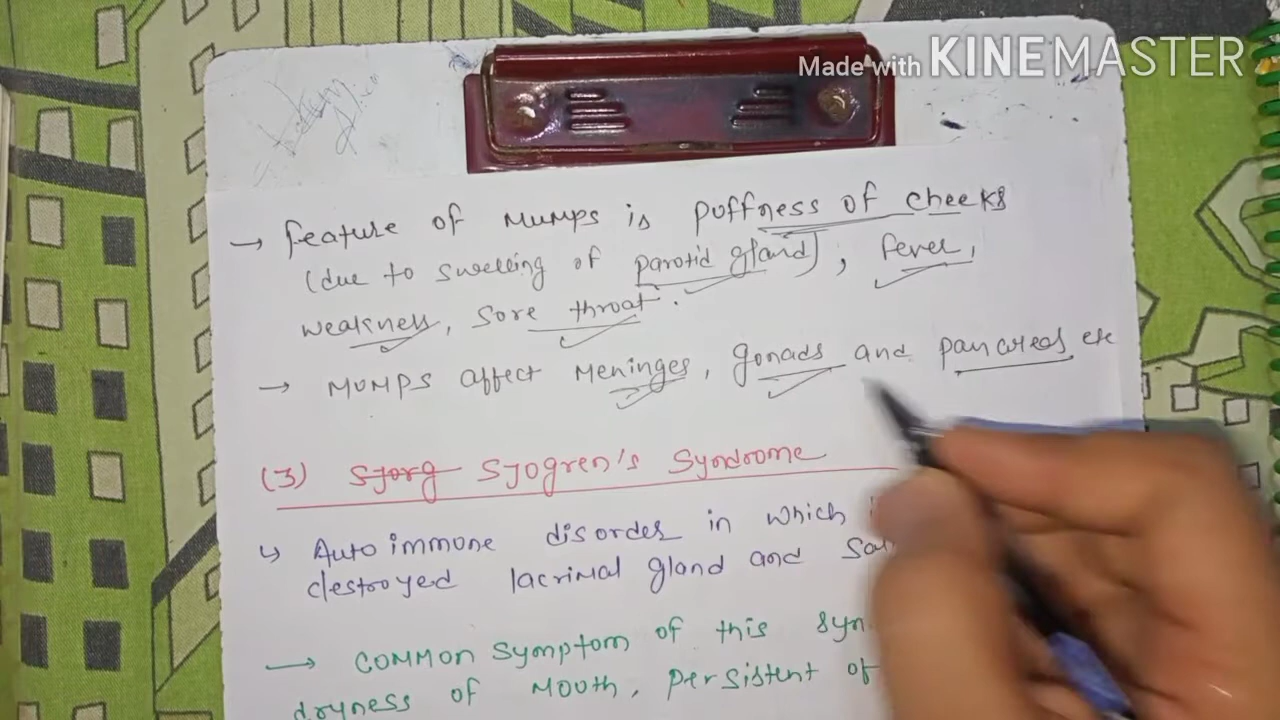 Made with KINEMASTER
→ feature of Mumps is puffness of cheeks
(due to swelling of parotid gland), fever,
weakness, sore throat.
→ Mumps affect Meninges, gonads and pancreas etc
(3) Sjorg Sjogren's Syndrome
↳ Auto immune disorder in which
destroyed lacrimal gland and
→ Common symptom of this
dryness of mouth, persistent of